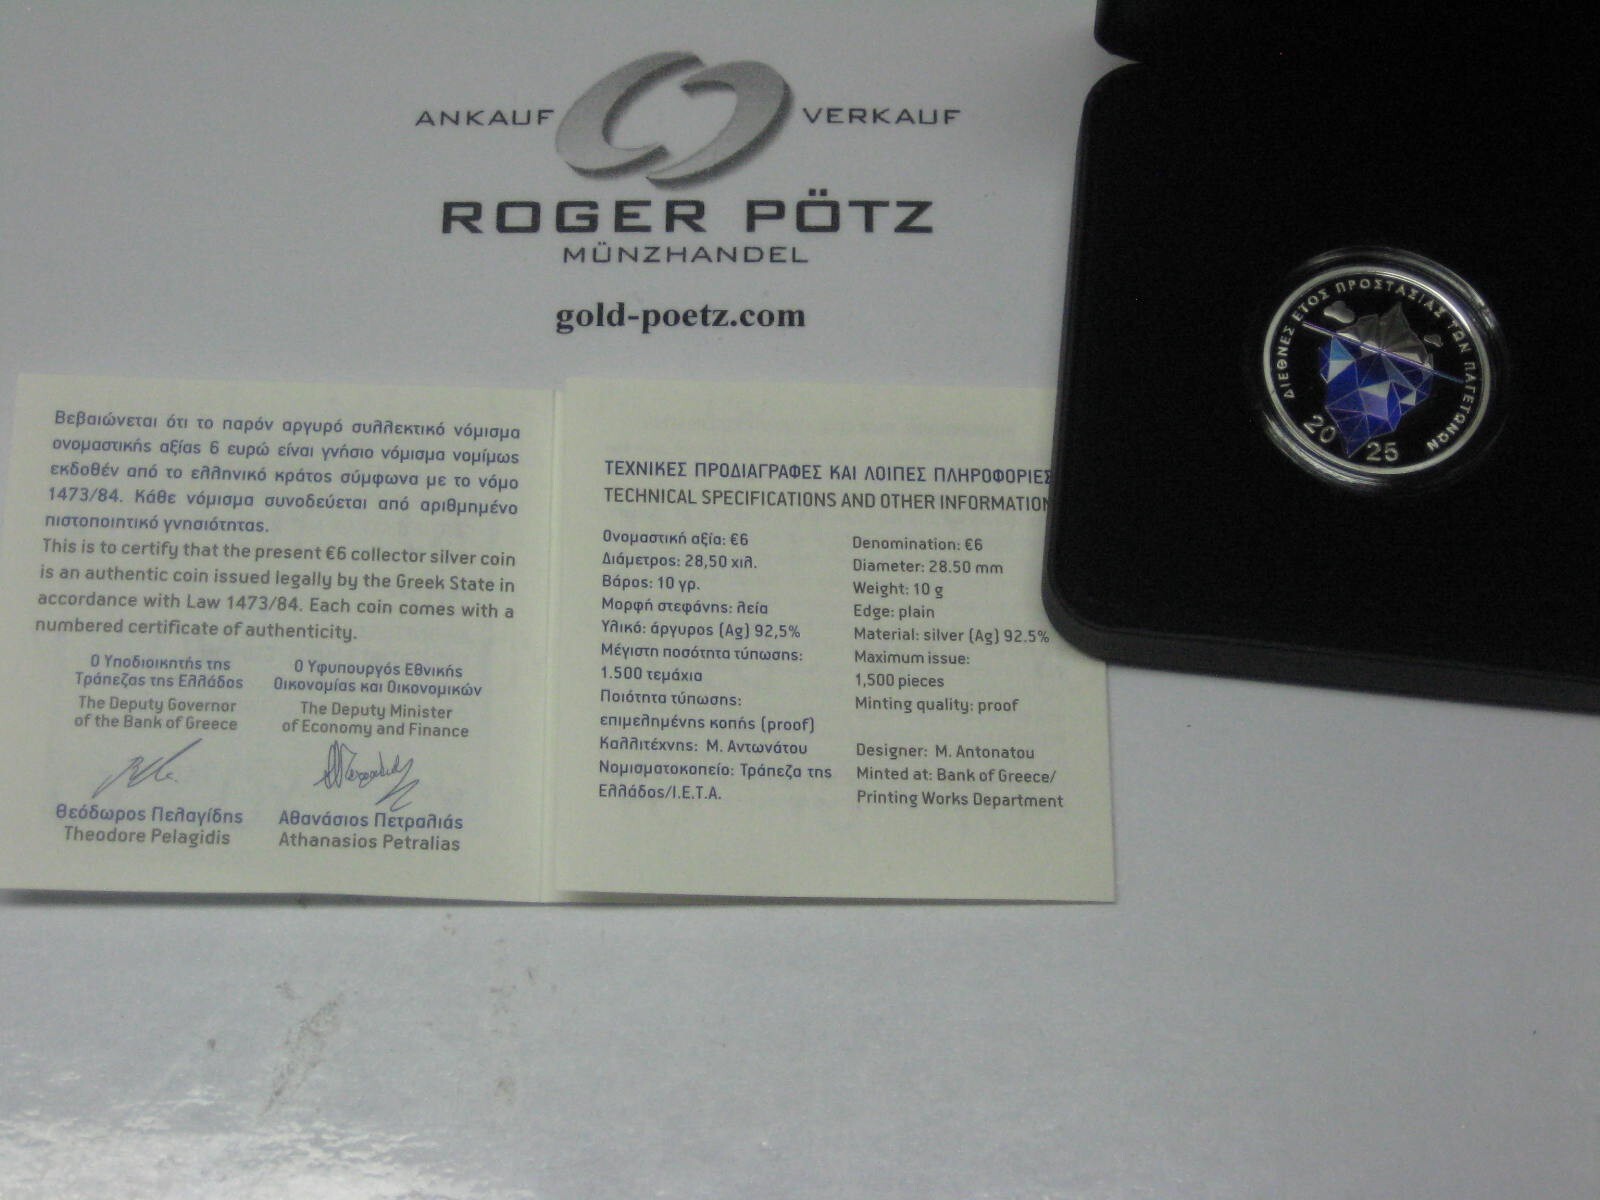 ANKAUF VERKAUF
ROGER PÖTZ
MÜNZHANDEL
gold-poetz.com
Βεβαιώνεται ότι το παρόν αργυρό συλλεκτικό νόμισμα
ονομαστικής αξίας 6 ευρώ είναι γνήσιο νόμισμα νομίμως
εκδοθέν από το ελληνικό κράτος σύμφωνα με το νόμο
1473/84. Κάθε νόμισμα συνοδεύεται από αριθμημένο
πιστοποιητικό γνησιότητας.
This is to certify that the present €6 collector silver coin
is an authentic coin issued legally by the Greek State in
accordance with Law 1473/84. Each coin comes with a
numbered certificate of authenticity.
Ο Υποδιοικητής της
Τράπεζας της Ελλάδος
The Deputy Governor
of the Bank of Greece
Θεόδωρος Πελαγίδης
Theodore Pelagidis
Ο Υφυπουργός Εθνικής
Οικονομίας και Οικονομικών
The Deputy Minister
of Economy and Finance
Αθανάσιος Πετραλιάς
Athanasios Petralias
ΤΕΧΝΙΚΕΣ ΠΡΟΔΙΑΓΡΑΦΕΣ ΚΑΙ ΛΟΙΠΕΣ ΠΛΗΡΟΦΟΡΙΕΣ
TECHNICAL SPECIFICATIONS AND OTHER INFORMATION
Ονομαστική αξία: €6
Διάμετρος: 28,50 χιλ.
Βάρος: 10 γρ.
Μορφή στεφάνης: λεία
Υλικό: άργυρος (Ag) 92,5%
Μέγιστη ποσότητα τύπωσης:
1.500 τεμάχια
Ποιότητα τύπωσης:
επιμελημένης κοπής (proof)
Καλλιτέχνης: Μ. Αντωνάτου
Νομισματοκοπείο: Τράπεζα της
Ελλάδος/Ι.Ε.Τ.Α.
Denomination: €6
Diameter: 28.50 mm
Weight: 10 g
Edge: plain
Material: silver (Ag) 92.5%
Maximum issue:
1,500 pieces
Minting quality: proof
Designer: M. Antonatou
Minted at: Bank of Greece/
Printing Works Department
ΔΙΕΘΝΕΣ ΕΤΟΣ ΠΡΟΣΤΑΣΙΑΣ ΤΩΝ ΠΑΓΕΤΩΝΩΝ
2025